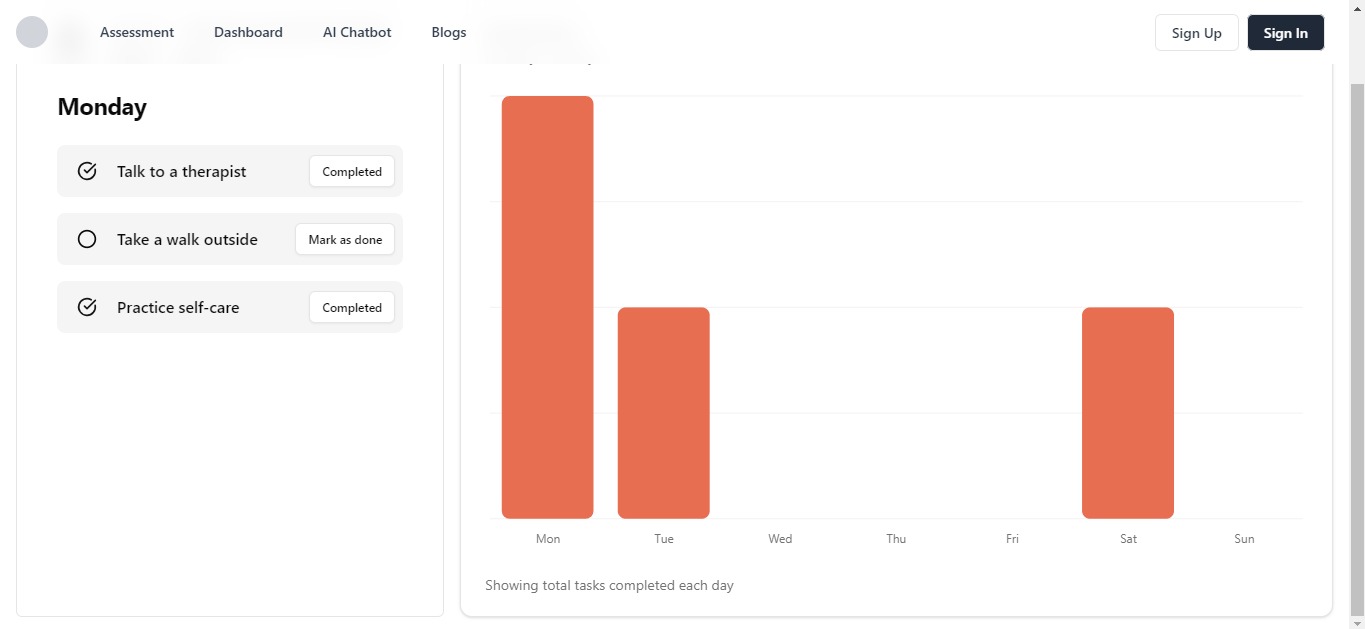 Assessment Dashboard AI Chatbot Blogs Sign Up Sign In
Monday
Talk to a therapist Completed
Take a walk outside Mark as done
Practice self-care Completed
Mon Tue Wed Thu Fri Sat Sun
Showing total tasks completed each day